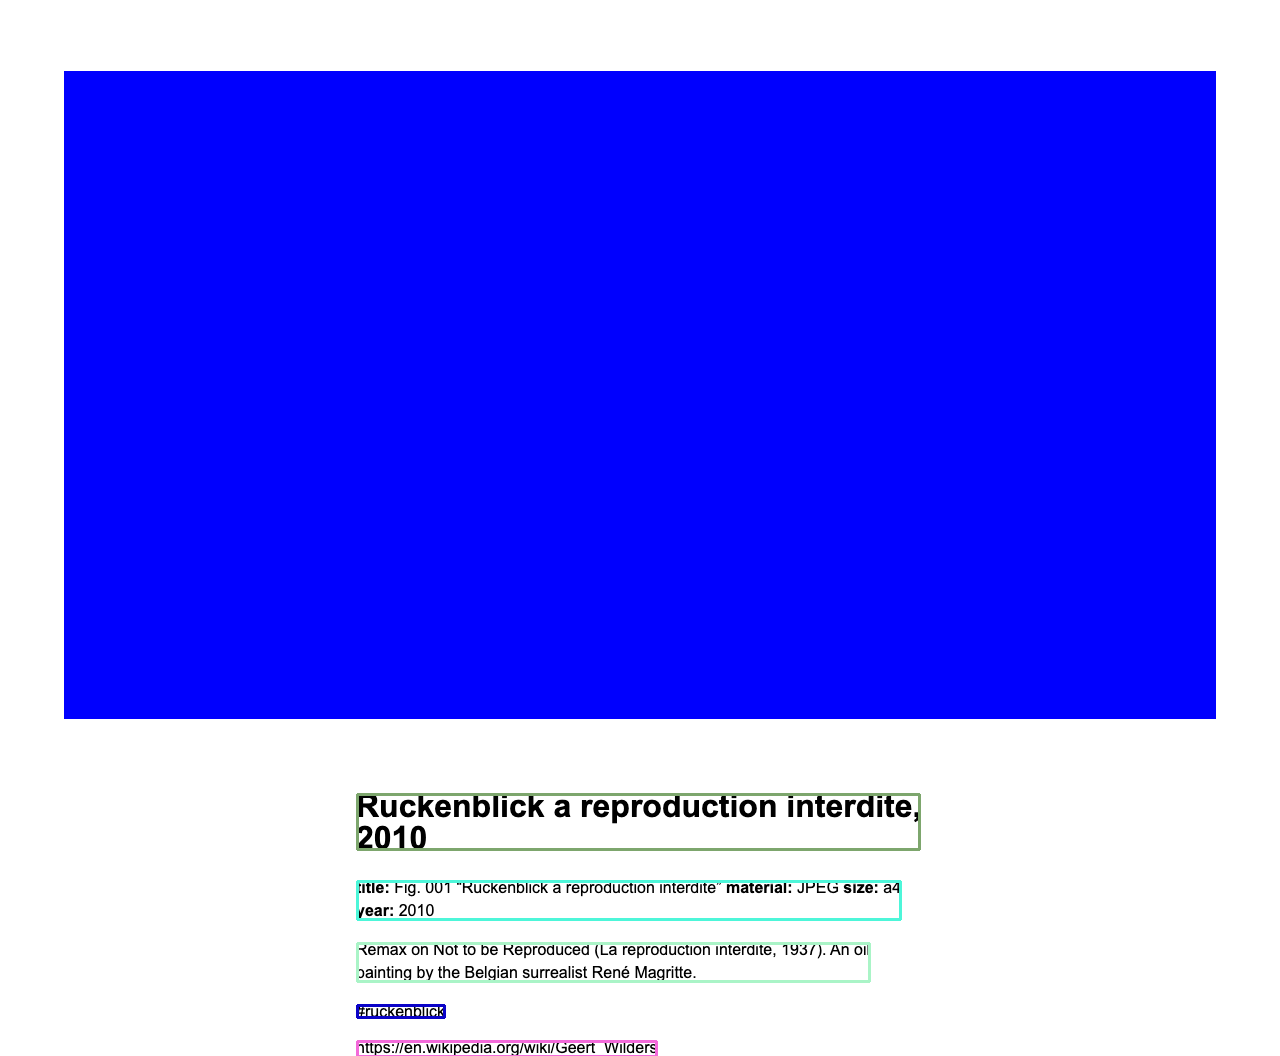 Ruckenblick a reproduction interdite,
2010
title: Fig. 001 “Ruckenblick a reproduction interdite” material: JPEG size: a4
year: 2010
Remax on Not to be Reproduced (La reproduction interdite, 1937). An oil
painting by the Belgian surrealist René Magritte.
#ruckenblick
https://en.wikipedia.org/wiki/Geert_Wilders